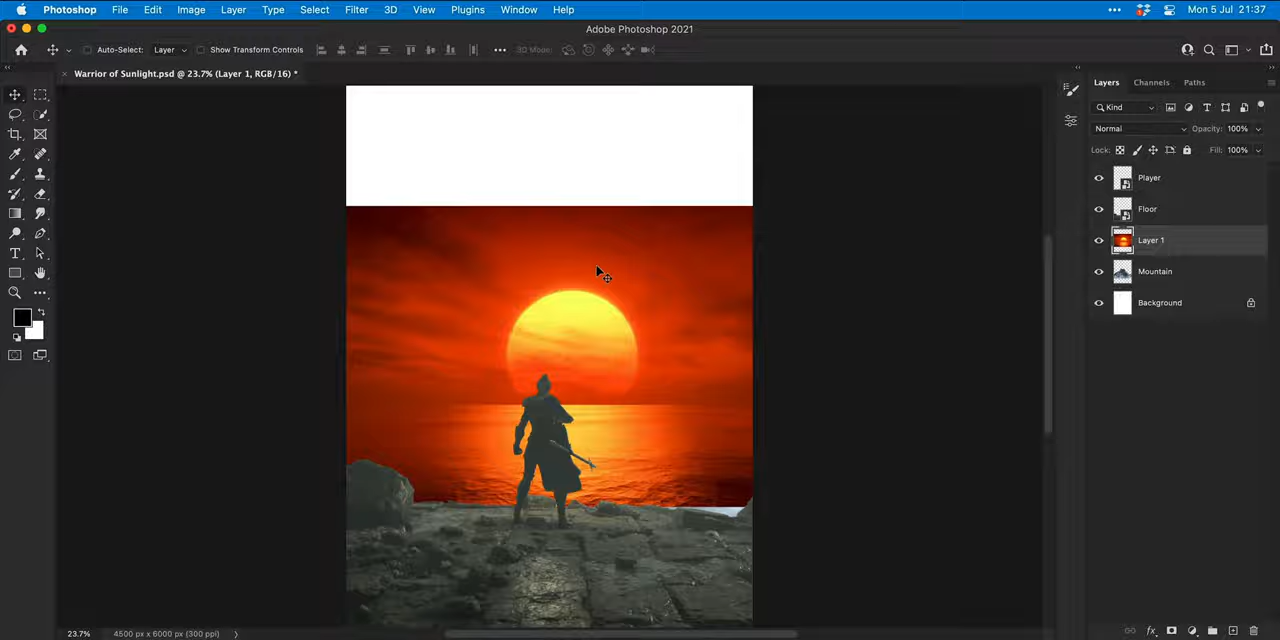 Photoshop File Edit Image Layer Type Select Filter 3D View Plugins Window Help Mon 5 Jul 21:37
Adobe Photoshop 2021
Auto-Select: Layer Show Transform Controls 3D Mode:
Warrior of Sunlight.psd @ 23.7% (Layer 1, RGB/16) *
Layers Channels Paths
Kind
Normal Opacity: 100%
Lock: Fill: 100%
Player
Floor
Layer 1
Mountain
Background
23.7% 4500 px x 6000 px (300 ppi)